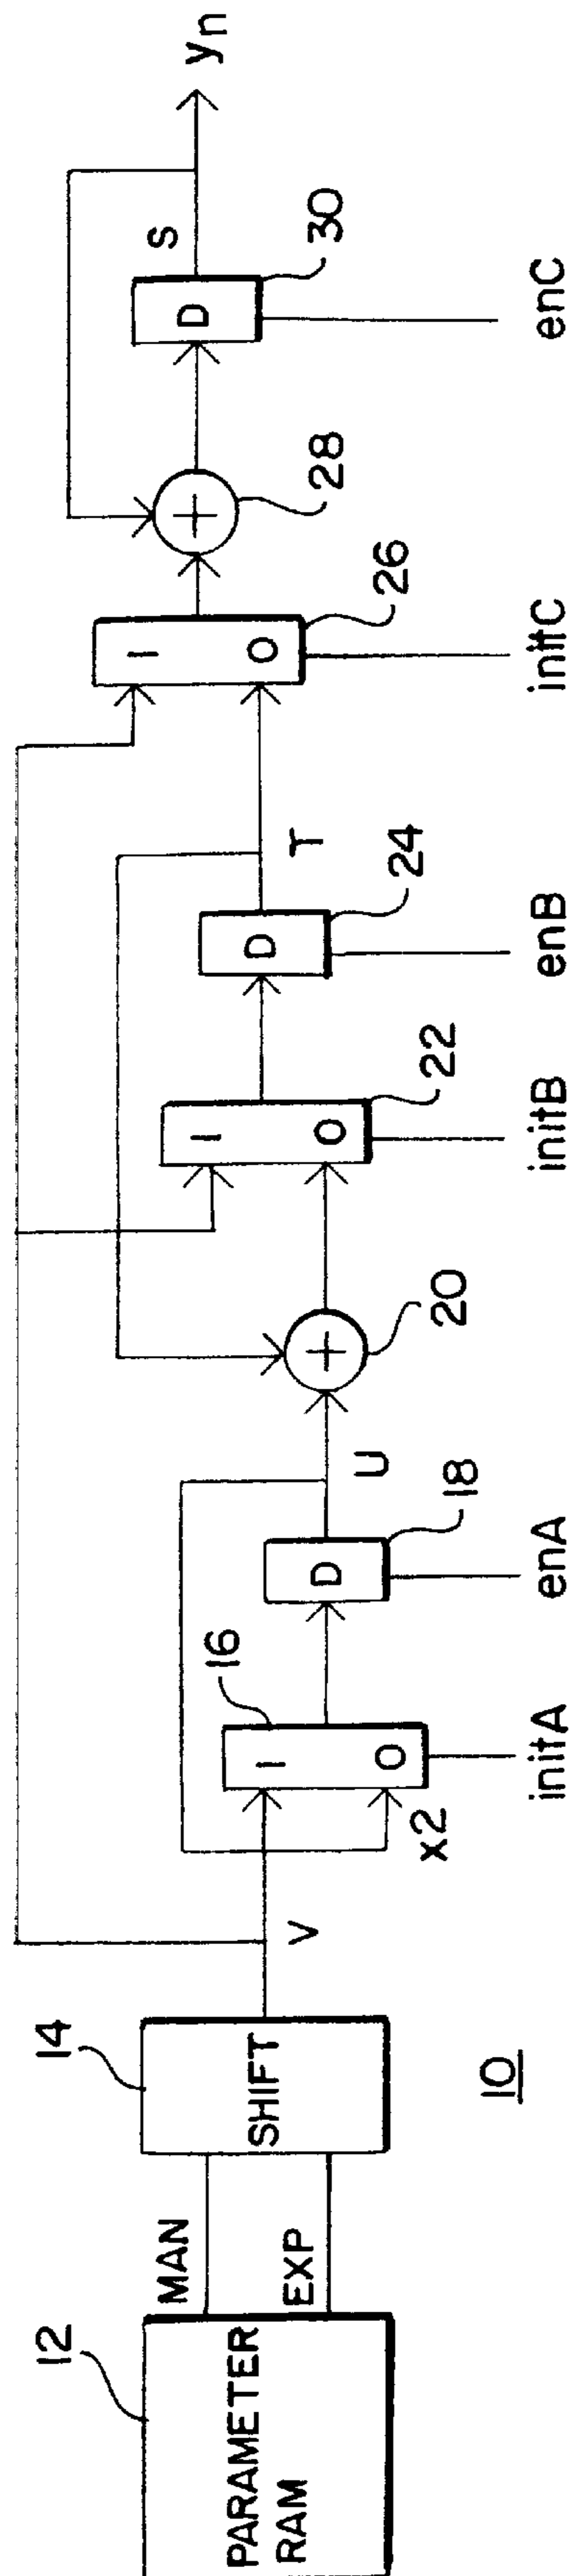 12
PARAMETER
RAM
MAN
EXP
14
SHIFT
10
V
16
I
O
x2
initA
D
18
enA
U
+
20
I
O
22
initB
D
24
enB
T
I
O
26
initC
+
28
D
30
enC
S
yn